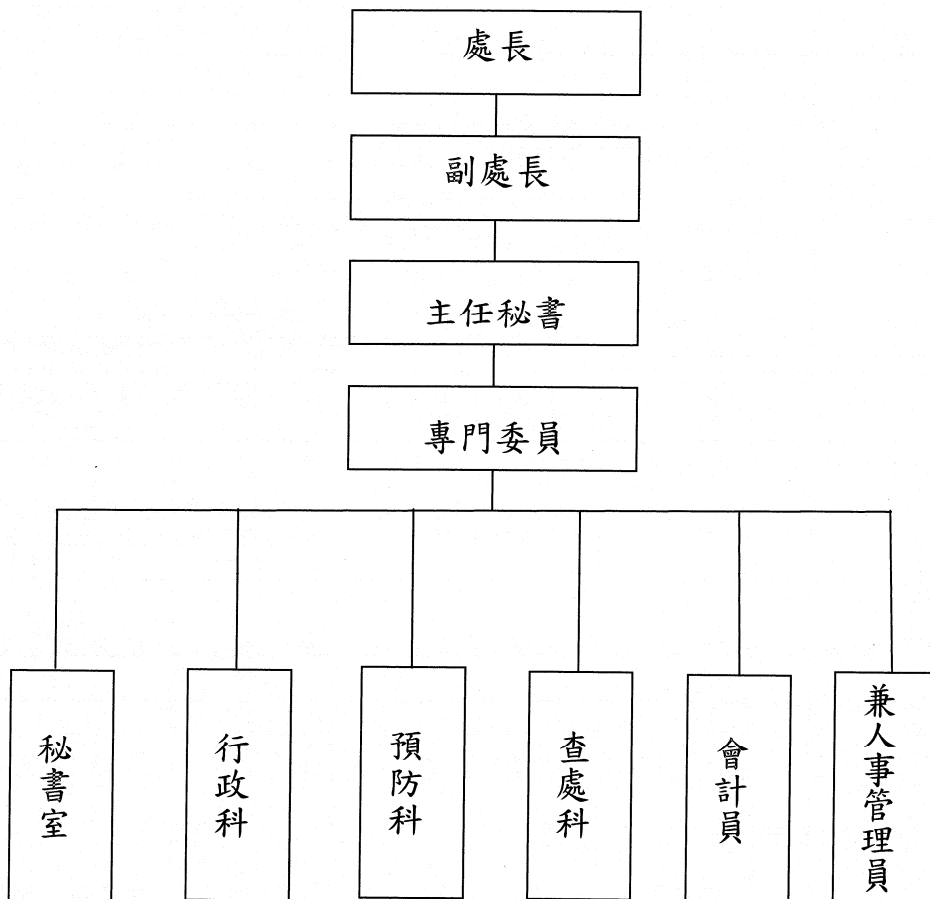 處長
副處長
主任秘書
專門委員
秘書室
行政科
預防科
查處科
會計員
兼人事管理員